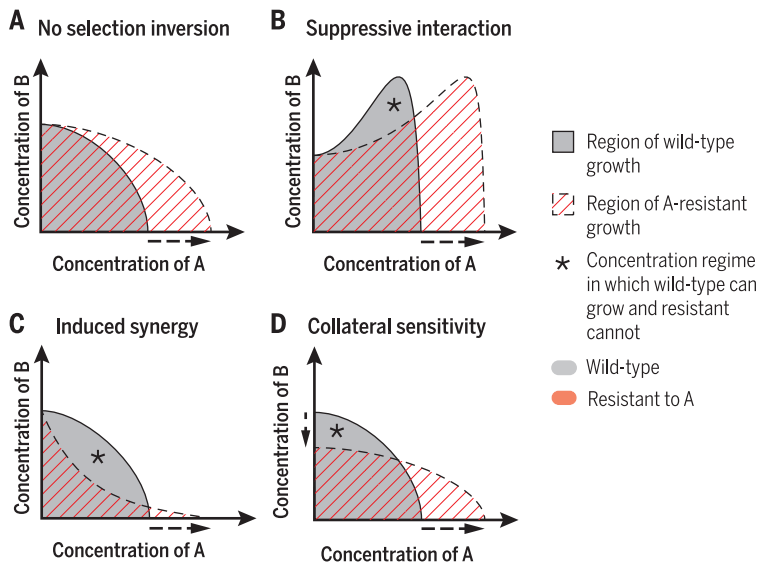 A No selection inversion
Concentration of B
Concentration of A
B Suppressive interaction
Concentration of B
*
Concentration of A
C Induced synergy
Concentration of B
*
Concentration of A
D Collateral sensitivity
Concentration of B
*
Concentration of A
Region of wild-type
growth
Region of A-resistant
growth
* Concentration regime
in which wild-type can
grow and resistant
cannot
Wild-type
Resistant to A